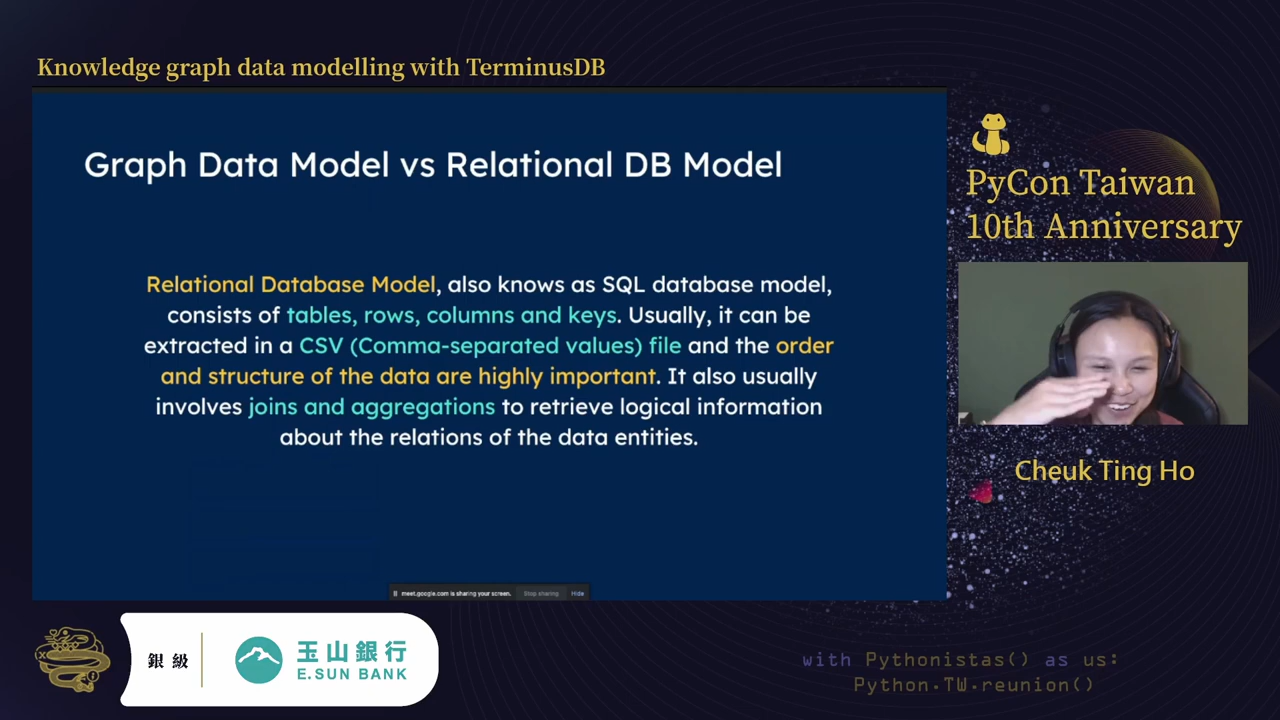 Knowledge graph data modelling with TerminusDB
Graph Data Model vs Relational DB Model
Relational Database Model, also knows as SQL database model,
consists of tables, rows, columns and keys. Usually, it can be
extracted in a CSV (Comma-separated values) file and the order
and structure of the data are highly important. It also usually
involves joins and aggregations to retrieve logical information
about the relations of the data entities.
meet.google.com is sharing your screen. Stop sharing Hide
PyCon Taiwan
10th Anniversary
Cheuk Ting Ho
銀級
玉山銀行
E.SUN BANK
with Pythonistas() as us:
Python.TW.reunion()